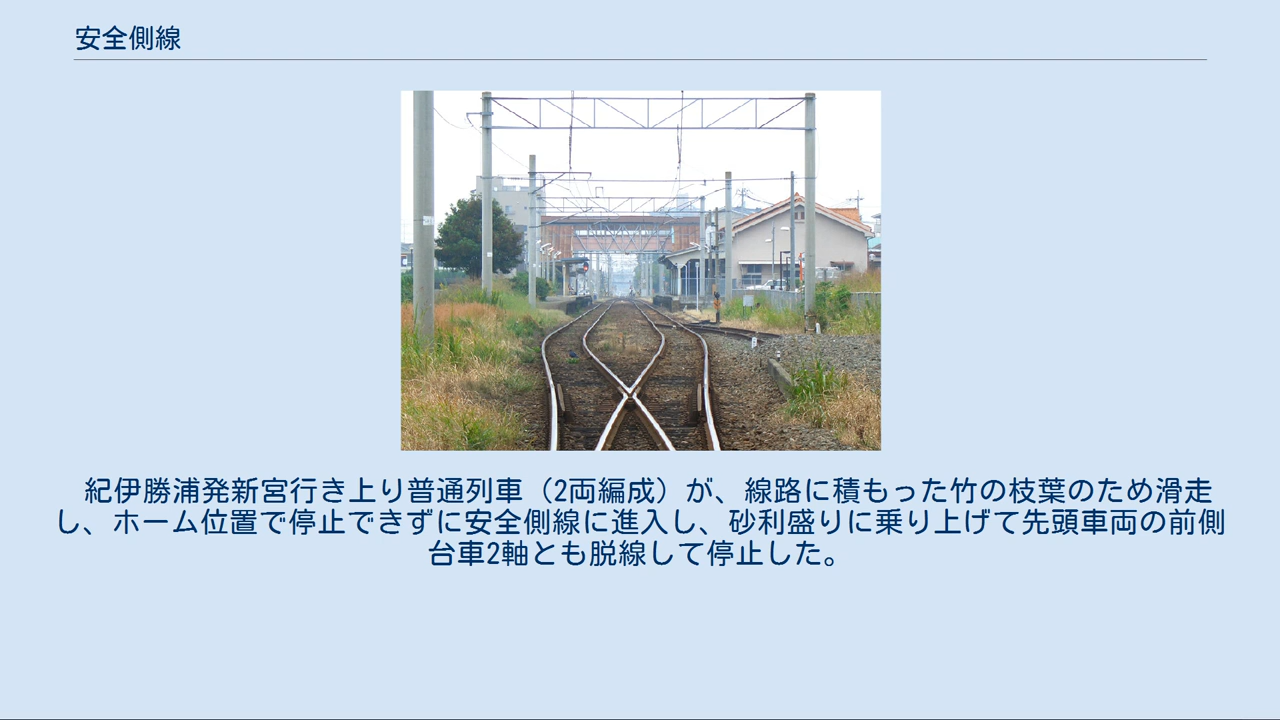 安全側線
紀伊勝浦発新宮行き上り普通列車（2両編成）が、線路に積もった竹の枝葉のため滑走
し、ホーム位置で停止できずに安全側線に進入し、砂利盛りに乗り上げて先頭車両の前側
台車2軸とも脱線して停止した。